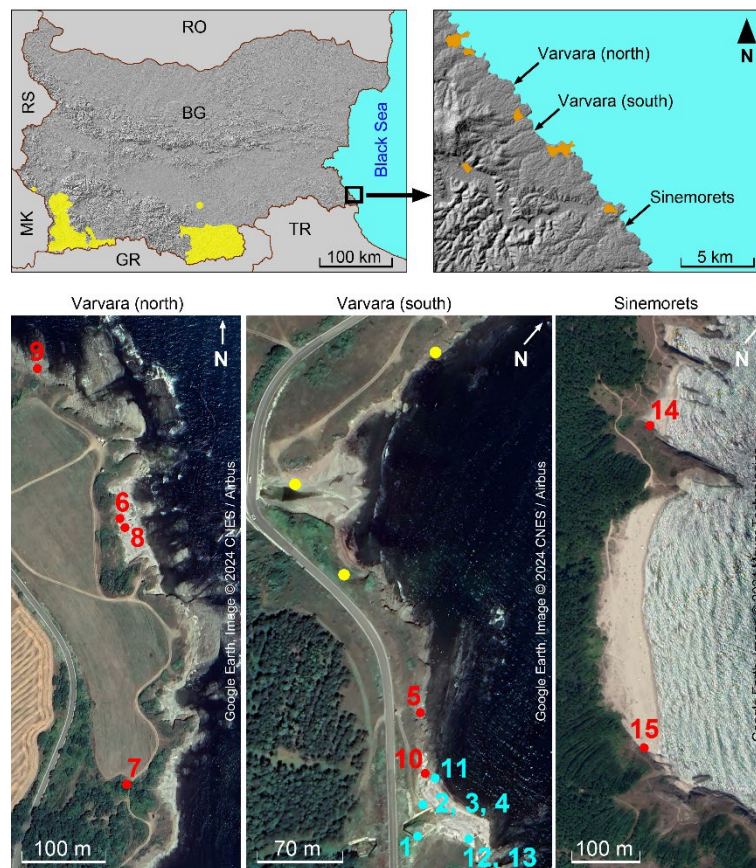 RO
RS
BG
Black Sea
MK
TR
GR
100 km
Varvara (north)
N
Varvara (south)
Sinemorets
5 km
Varvara (north)
N
9
6
8
7
100 m
Google Earth, Image © 2024 CNES / Airbus
Varvara (south)
N
5
10
11
2, 3, 4
1
12, 13
70 m
Google Earth, Image © 2024 CNES / Airbus
Sinemorets
N
14
15
100 m